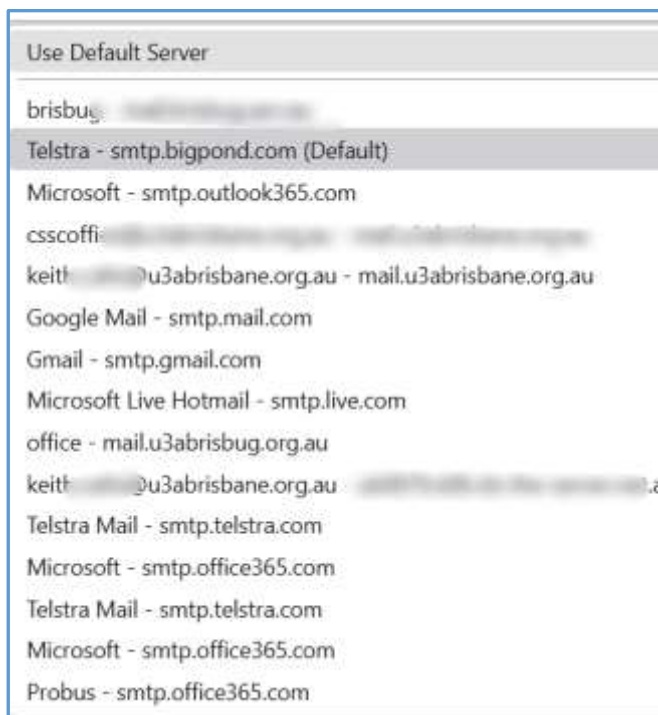 Use Default Server
brisbug -
Telstra - smtp.bigpond.com (Default)
Microsoft - smtp.outlook365.com
csscoffi
keith @u3abrisbane.org.au - mail.u3abrisbane.org.au
Google Mail - smtp.mail.com
Gmail - smtp.gmail.com
Microsoft Live Hotmail - smtp.live.com
office - mail.u3abrisbug.org.au
keith @u3abrisbane.org.au
Telstra Mail - smtp.telstra.com
Microsoft - smtp.office365.com
Telstra Mail - smtp.telstra.com
Microsoft - smtp.office365.com
Probus - smtp.office365.com